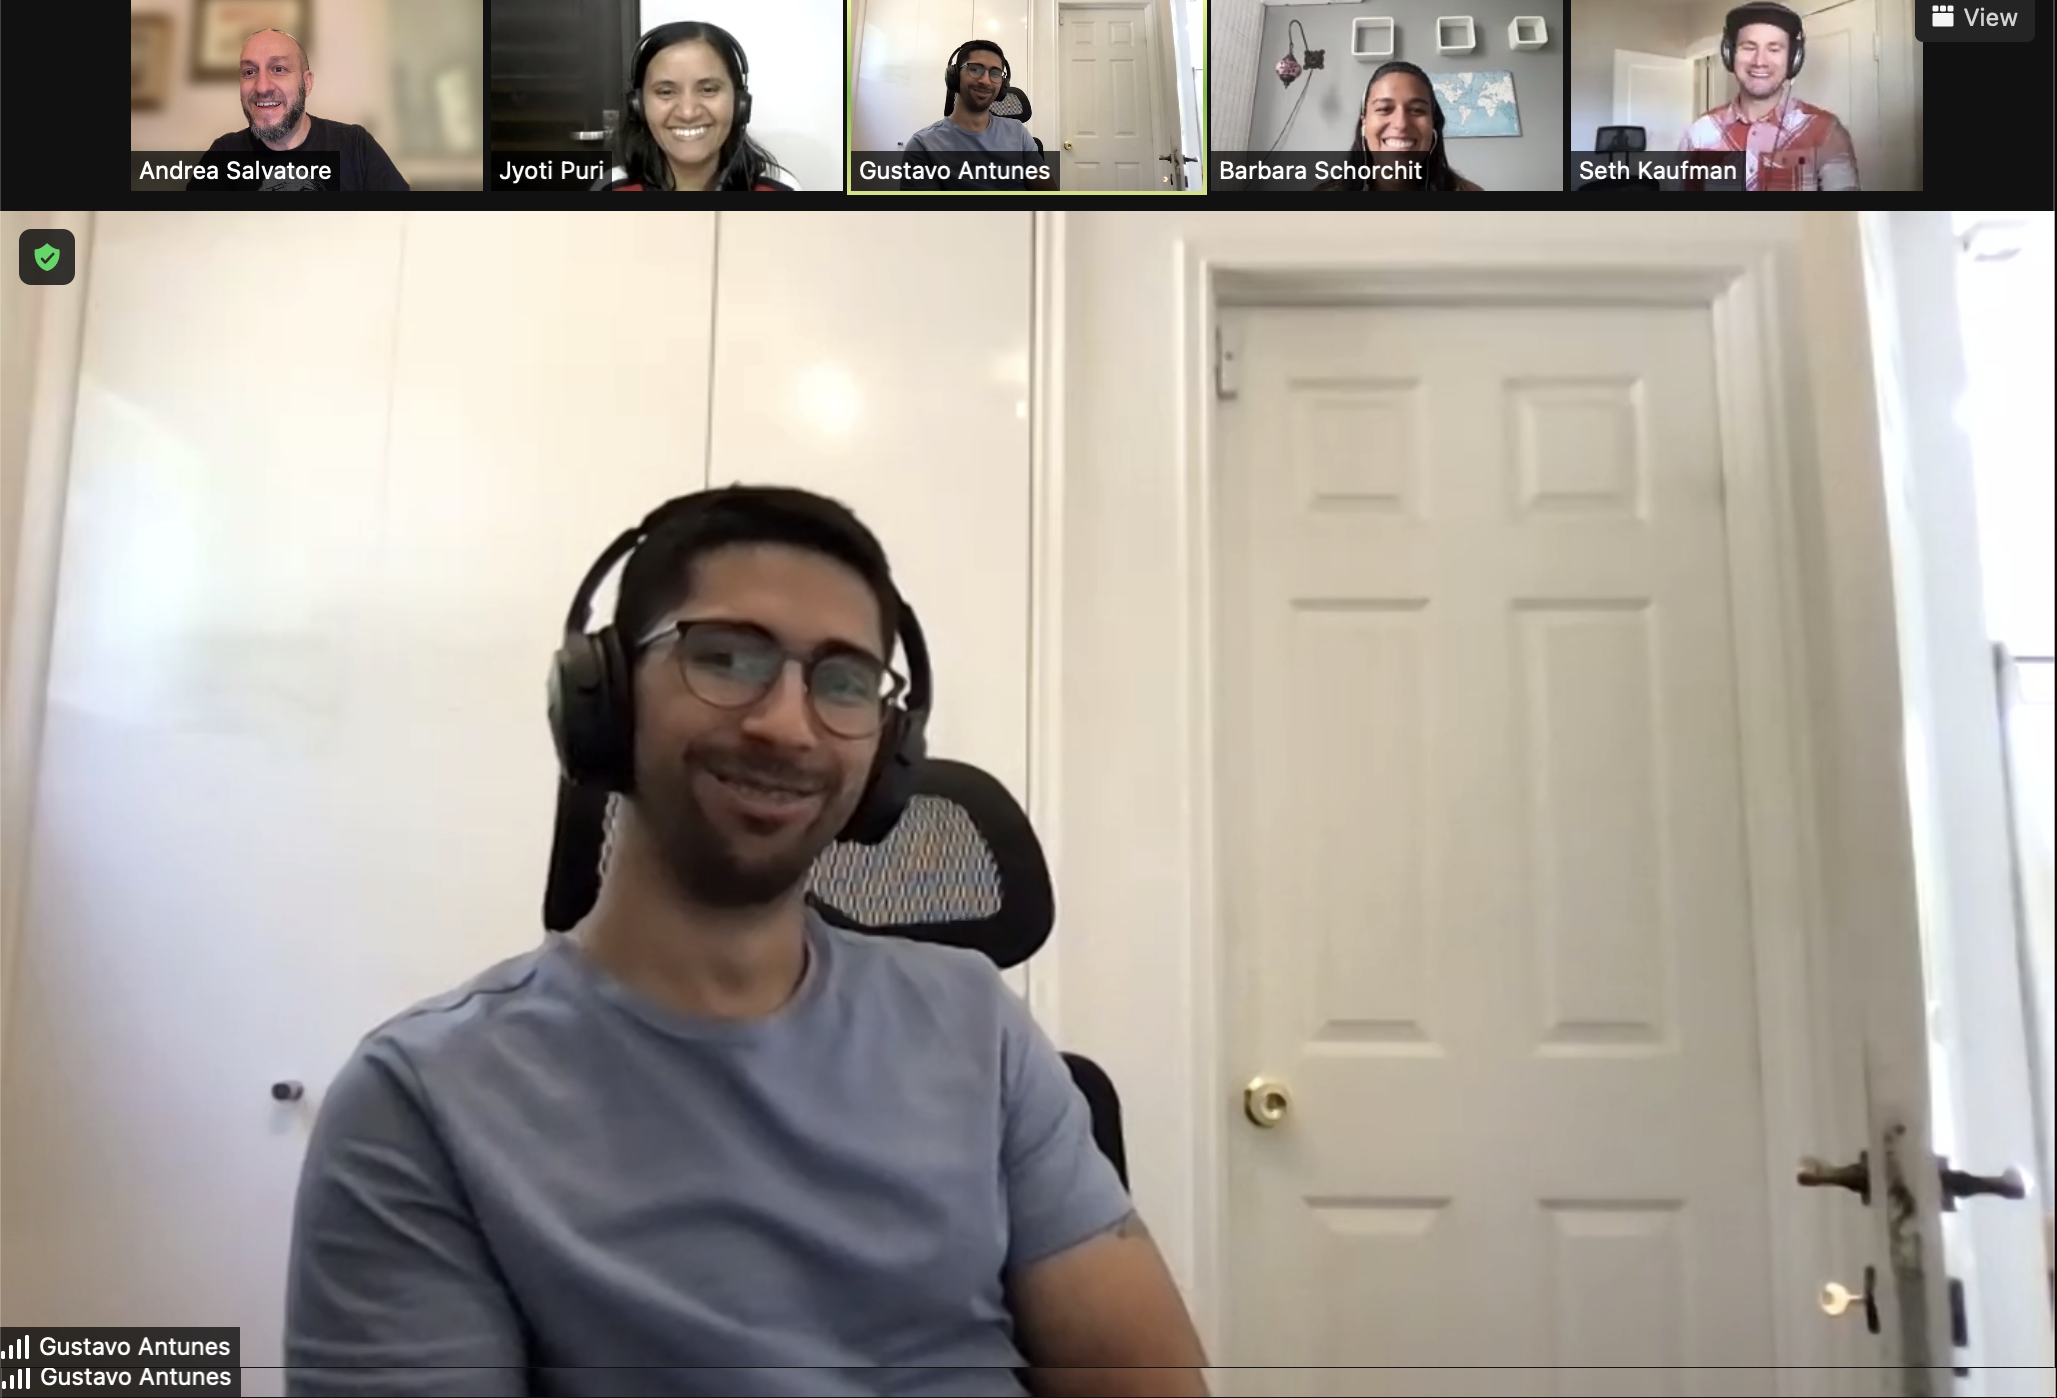 Andrea Salvatore
Jyoti Puri
Gustavo Antunes
Barbara Schorchit
Seth Kaufman
View
Gustavo Antunes
Gustavo Antunes